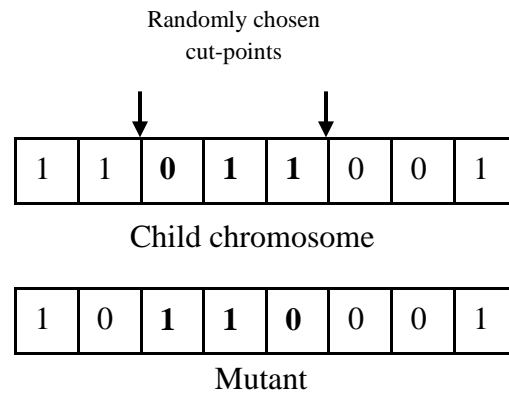 Randomly chosen
cut-points
1 1 0 1 1 0 0 1
Child chromosome
1 0 1 1 0 0 0 1
Mutant